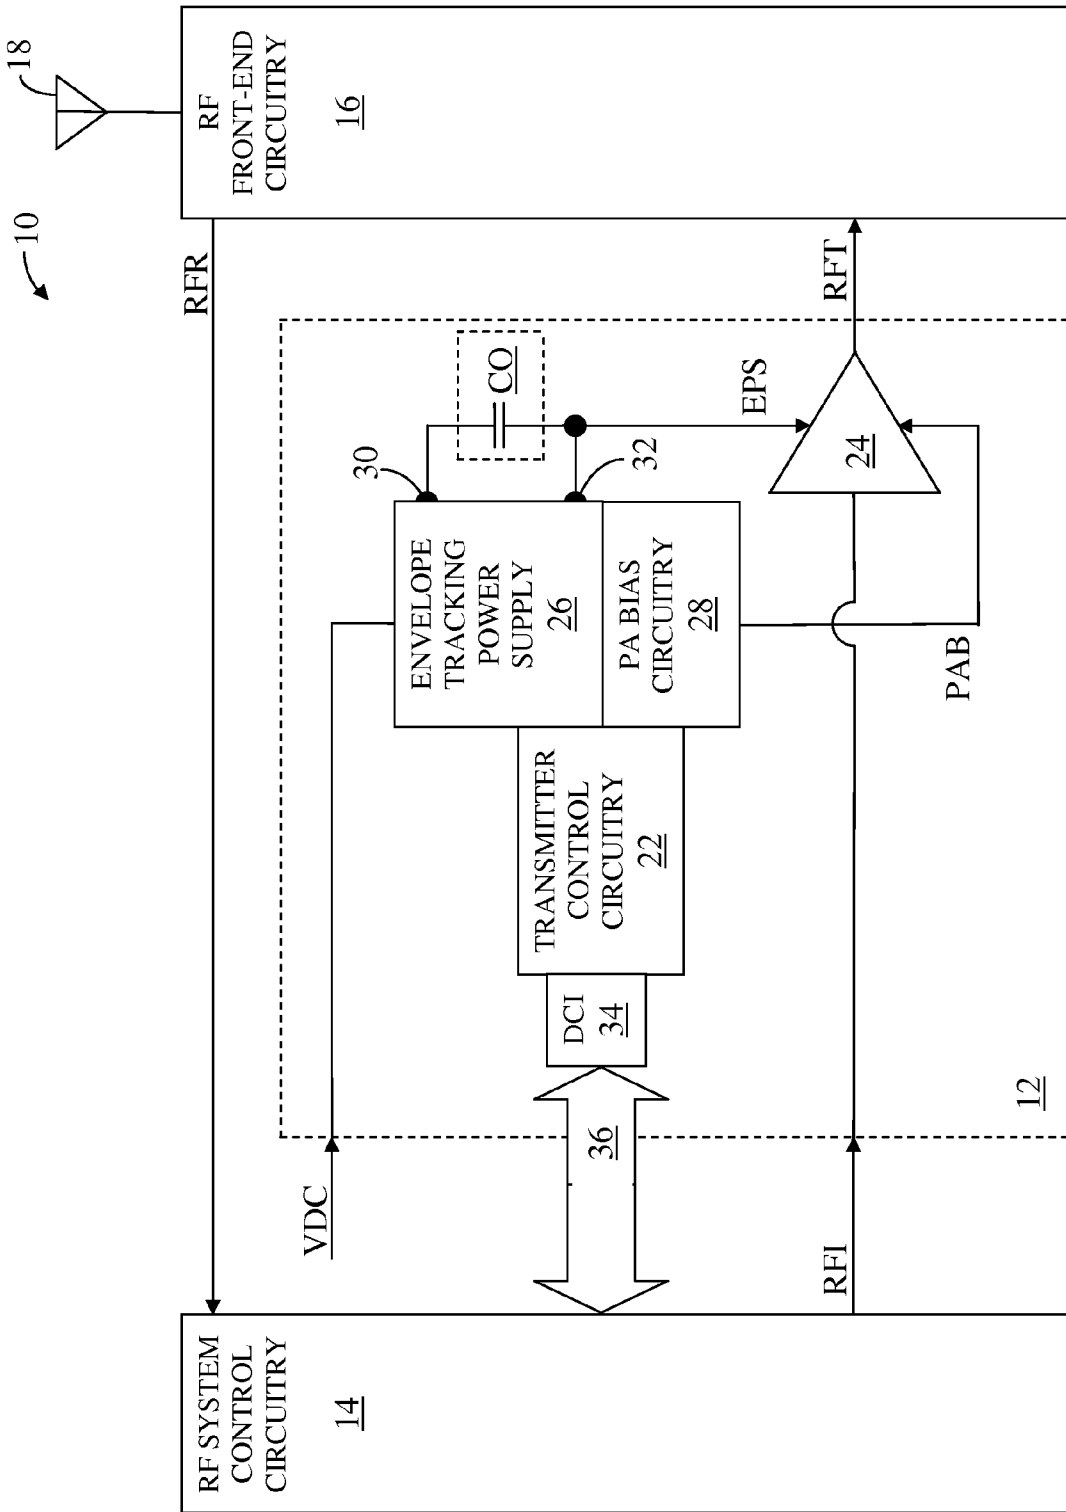 10
18
RF SYSTEM
CONTROL
CIRCUITRY
14
RFR
RF
FRONT-END
CIRCUITRY
16
VDC
ENVELOPE
TRACKING
POWER
SUPPLY
26
30
CO
32
PA BIAS
CIRCUITRY
28
TRANSMITTER
CONTROL
CIRCUITRY
22
DCI
34
36
EPS
24
RFI
RFT
PAB
12